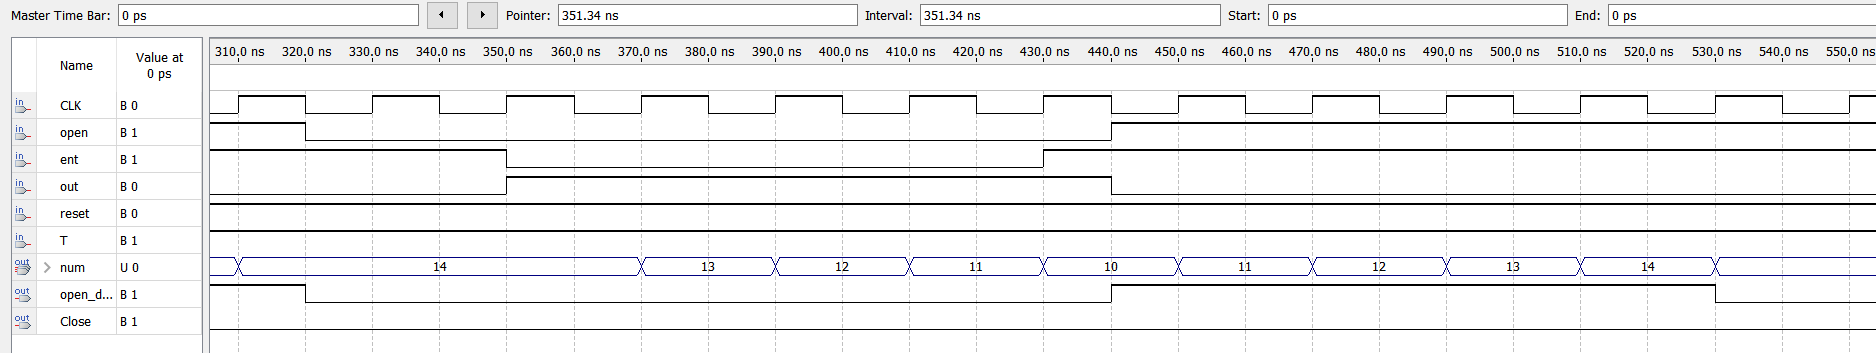 Master Time Bar: 0 ps Pointer: 351.34 ns Interval: 351.34 ns Start: 0 ps End: 0 ps
Name Value at 0 ps
310.0 ns 320.0 ns 330.0 ns 340.0 ns 350.0 ns 360.0 ns 370.0 ns 380.0 ns 390.0 ns 400.0 ns 410.0 ns 420.0 ns 430.0 ns 440.0 ns 450.0 ns 460.0 ns 470.0 ns 480.0 ns 490.0 ns 500.0 ns 510.0 ns 520.0 ns 530.0 ns 540.0 ns 550.0 ns
in CLK B 0
in open B 1
in ent B 1
in out B 0
in reset B 0
in T B 1
out num U 0 14 13 12 11 10 11 12 13 14
out open_d... B 1
out Close B 1